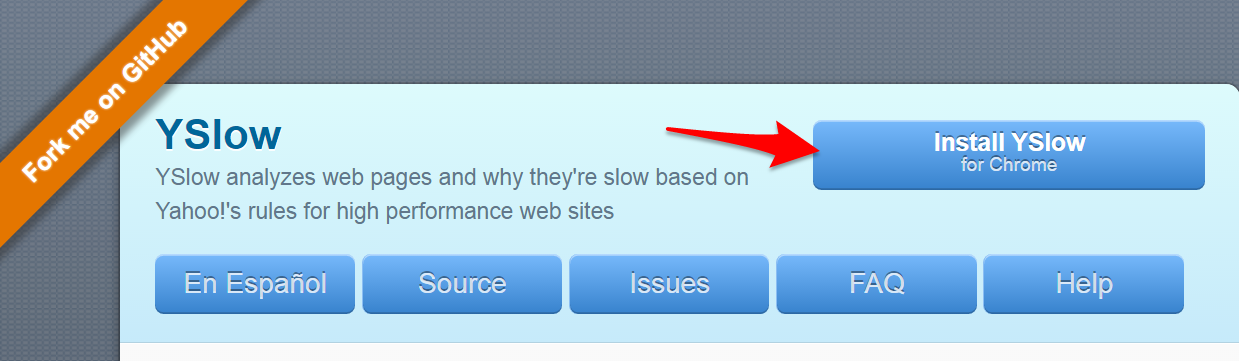 Fork me on GitHub
YSlow
YSlow analyzes web pages and why they're slow based on
Yahoo!'s rules for high performance web sites
Install YSlow
for Chrome
En Español
Source
Issues
FAQ
Help